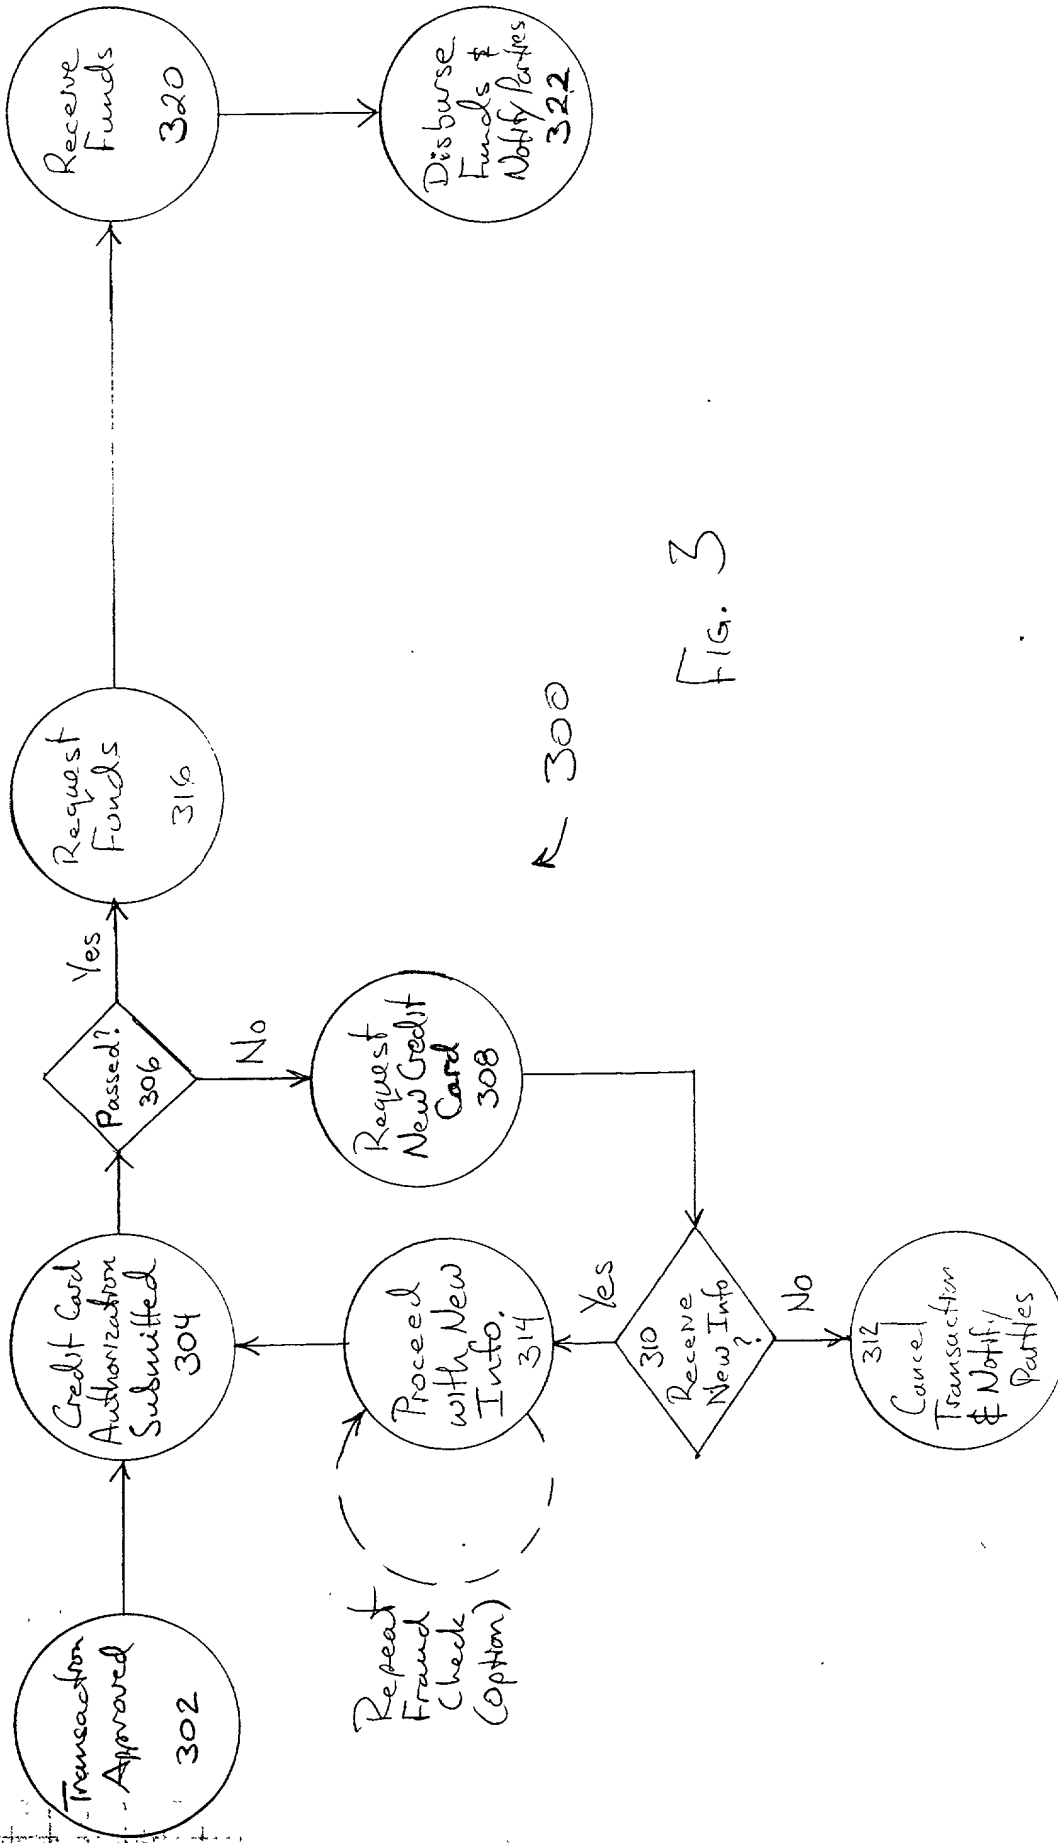 Transaction
Approved
302
Credit Card
Authorization
Submitted
304
Passed?
306
Yes
No
Request
Funds
316
Receive
Funds
320
Disburse
Funds &
Notify Parties
322
Request
New Credit
Card
308
310
Receive
New Info
?
Yes
No
Proceed
with New
Info.
314
Repeat
Fraud
Check
(option)
312
Cancel
Transaction
& Notify
Parties
300
FIG. 3